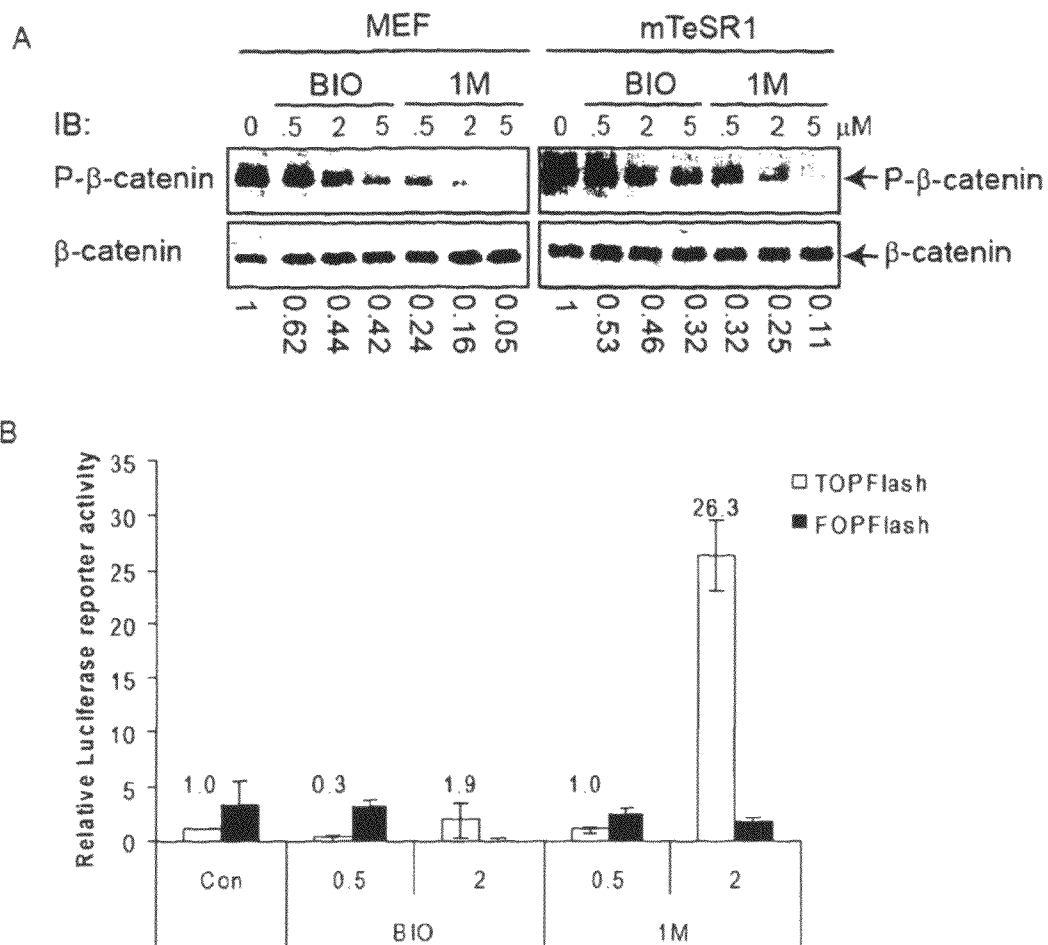 A
MEF mTeSR1
BIO 1M BIO 1M
IB: 0 .5 2 5 .5 2 5 0 .5 2 5 .5 2 5 μM
P-β-catenin P-β-catenin
β-catenin β-catenin
1 0.62 0.44 0.42 0.24 0.16 0.05 1 0.53 0.46 0.32 0.32 0.25 0.11
B
Relative Luciferase reporter activity
35
30
25
20
15
10
5
0
TOPFlash
FOPFlash
1.0 0.3 1.9 1.0 26.3
Con 0.5 2 0.5 2
BIO 1M